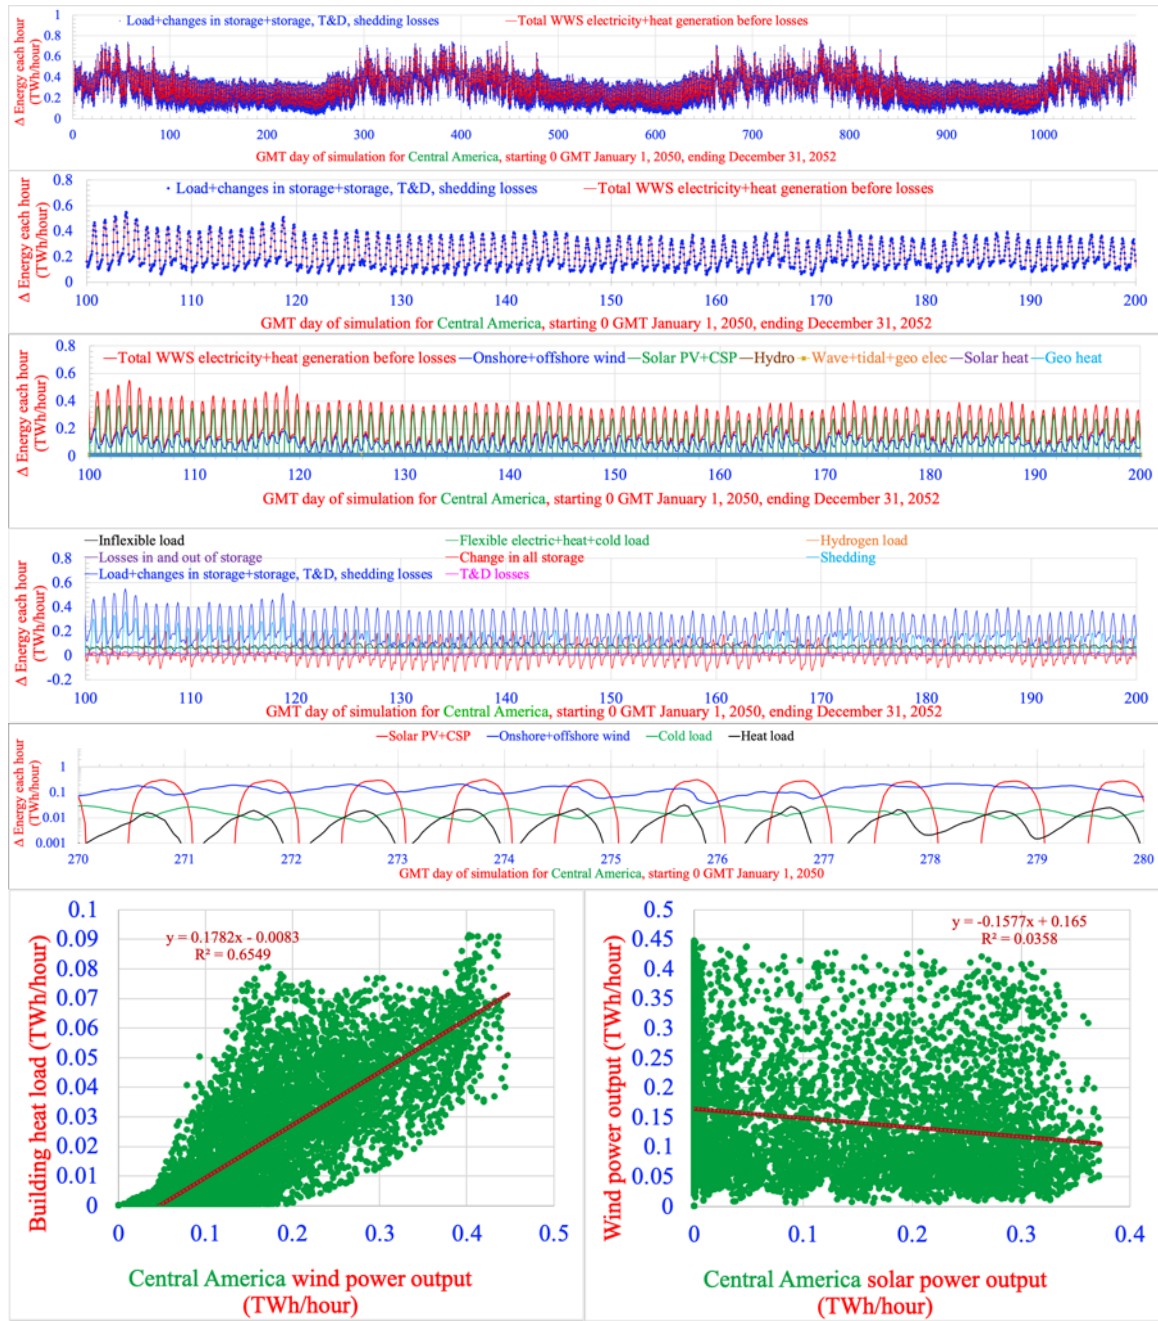 Load+changes in storage+storage, T&D, shedding losses —Total WWS electricity+heat generation before losses
Δ Energy each hour
(TWh/hour)
1
0.8
0.6
0.4
0.2
0
0 100 200 300 400 500 600 700 800 900 1000
GMT day of simulation for Central America, starting 0 GMT January 1, 2050, ending December 31, 2052
Load+changes in storage+storage, T&D, shedding losses —Total WWS electricity+heat generation before losses
Δ Energy each hour
(TWh/hour)
0.8
0.6
0.4
0.2
0
100 110 120 130 140 150 160 170 180 190 200
GMT day of simulation for Central America, starting 0 GMT January 1, 2050, ending December 31, 2052
—Total WWS electricity+heat generation before losses —Onshore+offshore wind —Solar PV+CSP —Hydro Wave+tidal+geo elec —Solar heat —Geo heat
Δ Energy each hour
(TWh/hour)
0.8
0.6
0.4
0.2
0
100 110 120 130 140 150 160 170 180 190 200
GMT day of simulation for Central America, starting 0 GMT January 1, 2050, ending December 31, 2052
—Inflexible load —Flexible electric+heat+cold load —Hydrogen load
—Losses in and out of storage —Change in all storage —Shedding
—Load+changes in storage+storage, T&D, shedding losses —T&D losses
Δ Energy each hour
(TWh/hour)
0.8
0.6
0.4
0.2
0
-0.2
100 110 120 130 140 150 160 170 180 190 200
GMT day of simulation for Central America, starting 0 GMT January 1, 2050, ending December 31, 2052
—Solar PV+CSP —Onshore+offshore wind —Cold load —Heat load
Δ Energy each hour
(TWh/hour)
1
0.1
0.01
0.001
270 271 272 273 274 275 276 277 278 279 280
GMT day of simulation for Central America, starting 0 GMT January 1, 2050
Building heat load (TWh/hour)
0.1
0.09
0.08
0.07
0.06
0.05
0.04
0.03
0.02
0.01
0
y = 0.1782x - 0.0083
R² = 0.6549
0 0.1 0.2 0.3 0.4 0.5
Central America wind power output
(TWh/hour)
Wind power output (TWh/hour)
0.5
0.45
0.4
0.35
0.3
0.25
0.2
0.15
0.1
0.05
0
y = -0.1577x + 0.165
R² = 0.0358
0 0.1 0.2 0.3 0.4
Central America solar power output
(TWh/hour)